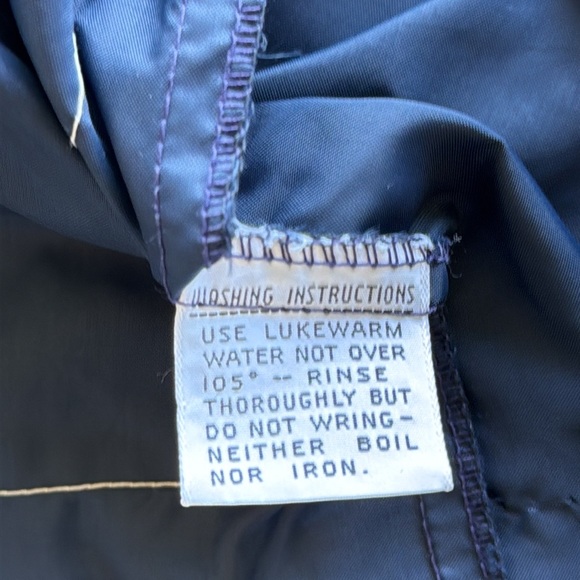 WASHING INSTRUCTIONS
USE LUKEWARM
WATER NOT OVER
105° -- RINSE
THOROUGHLY BUT
DO NOT WRING-
NEITHER BOIL
NOR IRON.